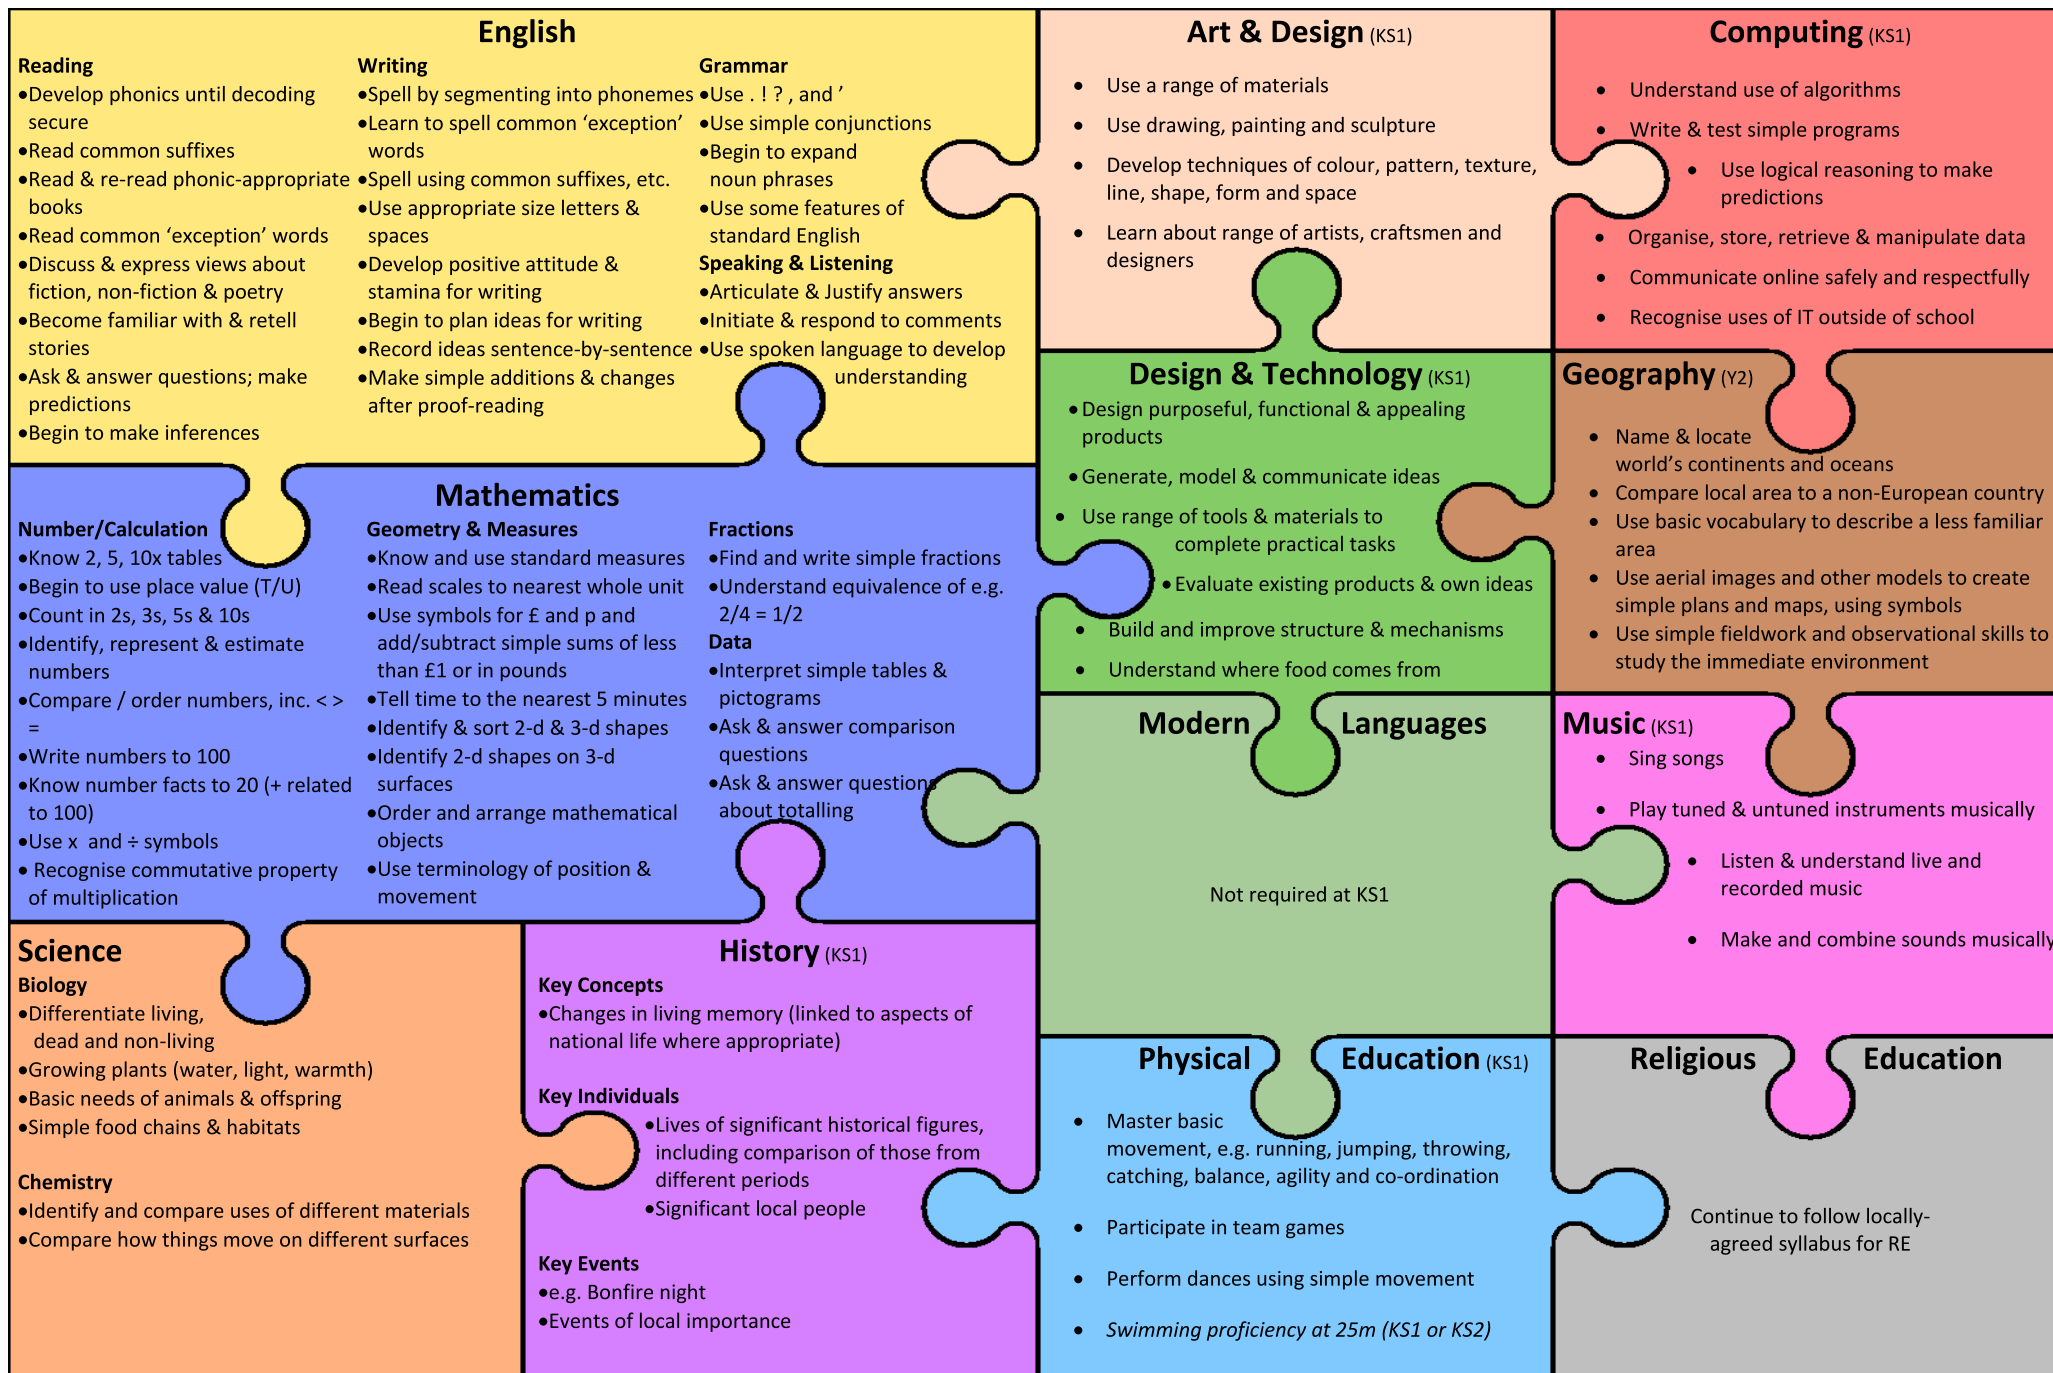 English
Reading
•Develop phonics until decoding
secure
•Read common suffixes
•Read & re-read phonic-appropriate
books
•Read common ‘exception’ words
•Discuss & express views about
fiction, non-fiction & poetry
•Become familiar with & retell
stories
•Ask & answer questions; make
predictions
•Begin to make inferences
Writing
•Spell by segmenting into phonemes
•Learn to spell common ‘exception’
words
•Spell using common suffixes, etc.
•Use appropriate size letters &
spaces
•Develop positive attitude &
stamina for writing
•Begin to plan ideas for writing
•Record ideas sentence-by-sentence
•Make simple additions & changes
after proof-reading
Grammar
•Use . ! ? , and ’
•Use simple conjunctions
•Begin to expand
noun phrases
•Use some features of
standard English
Speaking & Listening
•Articulate & Justify answers
•Initiate & respond to comments
•Use spoken language to develop
understanding
Art & Design (KS1)
• Use a range of materials
• Use drawing, painting and sculpture
• Develop techniques of colour, pattern, texture,
line, shape, form and space
• Learn about range of artists, craftsmen and
designers
Computing (KS1)
• Understand use of algorithms
• Write & test simple programs
• Use logical reasoning to make
predictions
• Organise, store, retrieve & manipulate data
• Communicate online safely and respectfully
• Recognise uses of IT outside of school
Mathematics
Number/Calculation
•Know 2, 5, 10x tables
•Begin to use place value (T/U)
•Count in 2s, 3s, 5s & 10s
•Identify, represent & estimate
numbers
•Compare / order numbers, inc. < >
=
•Write numbers to 100
•Know number facts to 20 (+ related
to 100)
•Use x and ÷ symbols
• Recognise commutative property
of multiplication
Geometry & Measures
•Know and use standard measures
•Read scales to nearest whole unit
•Use symbols for £ and p and
add/subtract simple sums of less
than £1 or in pounds
•Tell time to the nearest 5 minutes
•Identify & sort 2-d & 3-d shapes
•Identify 2-d shapes on 3-d
surfaces
•Order and arrange mathematical
objects
•Use terminology of position &
movement
Fractions
•Find and write simple fractions
•Understand equivalence of e.g.
2/4 = 1/2
Data
•Interpret simple tables &
pictograms
•Ask & answer comparison
questions
•Ask & answer questions
about totalling
Design & Technology (KS1)
•Design purposeful, functional & appealing
products
•Generate, model & communicate ideas
• Use range of tools & materials to
complete practical tasks
•Evaluate existing products & own ideas
• Build and improve structure & mechanisms
• Understand where food comes from
Geography (Y2)
• Name & locate
world’s continents and oceans
• Compare local area to a non-European country
• Use basic vocabulary to describe a less familiar
area
• Use aerial images and other models to create
simple plans and maps, using symbols
• Use simple fieldwork and observational skills to
study the immediate environment
Modern Languages
Not required at KS1
Music (KS1)
• Sing songs
• Play tuned & untuned instruments musically
• Listen & understand live and
recorded music
• Make and combine sounds musically
Science
Biology
•Differentiate living,
dead and non-living
•Growing plants (water, light, warmth)
•Basic needs of animals & offspring
•Simple food chains & habitats
Chemistry
•Identify and compare uses of different materials
•Compare how things move on different surfaces
History (KS1)
Key Concepts
•Changes in living memory (linked to aspects of
national life where appropriate)
Key Individuals
•Lives of significant historical figures,
including comparison of those from
different periods
•Significant local people
Key Events
•e.g. Bonfire night
•Events of local importance
Physical Education (KS1)
• Master basic
movement, e.g. running, jumping, throwing,
catching, balance, agility and co-ordination
• Participate in team games
• Perform dances using simple movement
• Swimming proficiency at 25m (KS1 or KS2)
Religious Education
Continue to follow locally-
agreed syllabus for RE